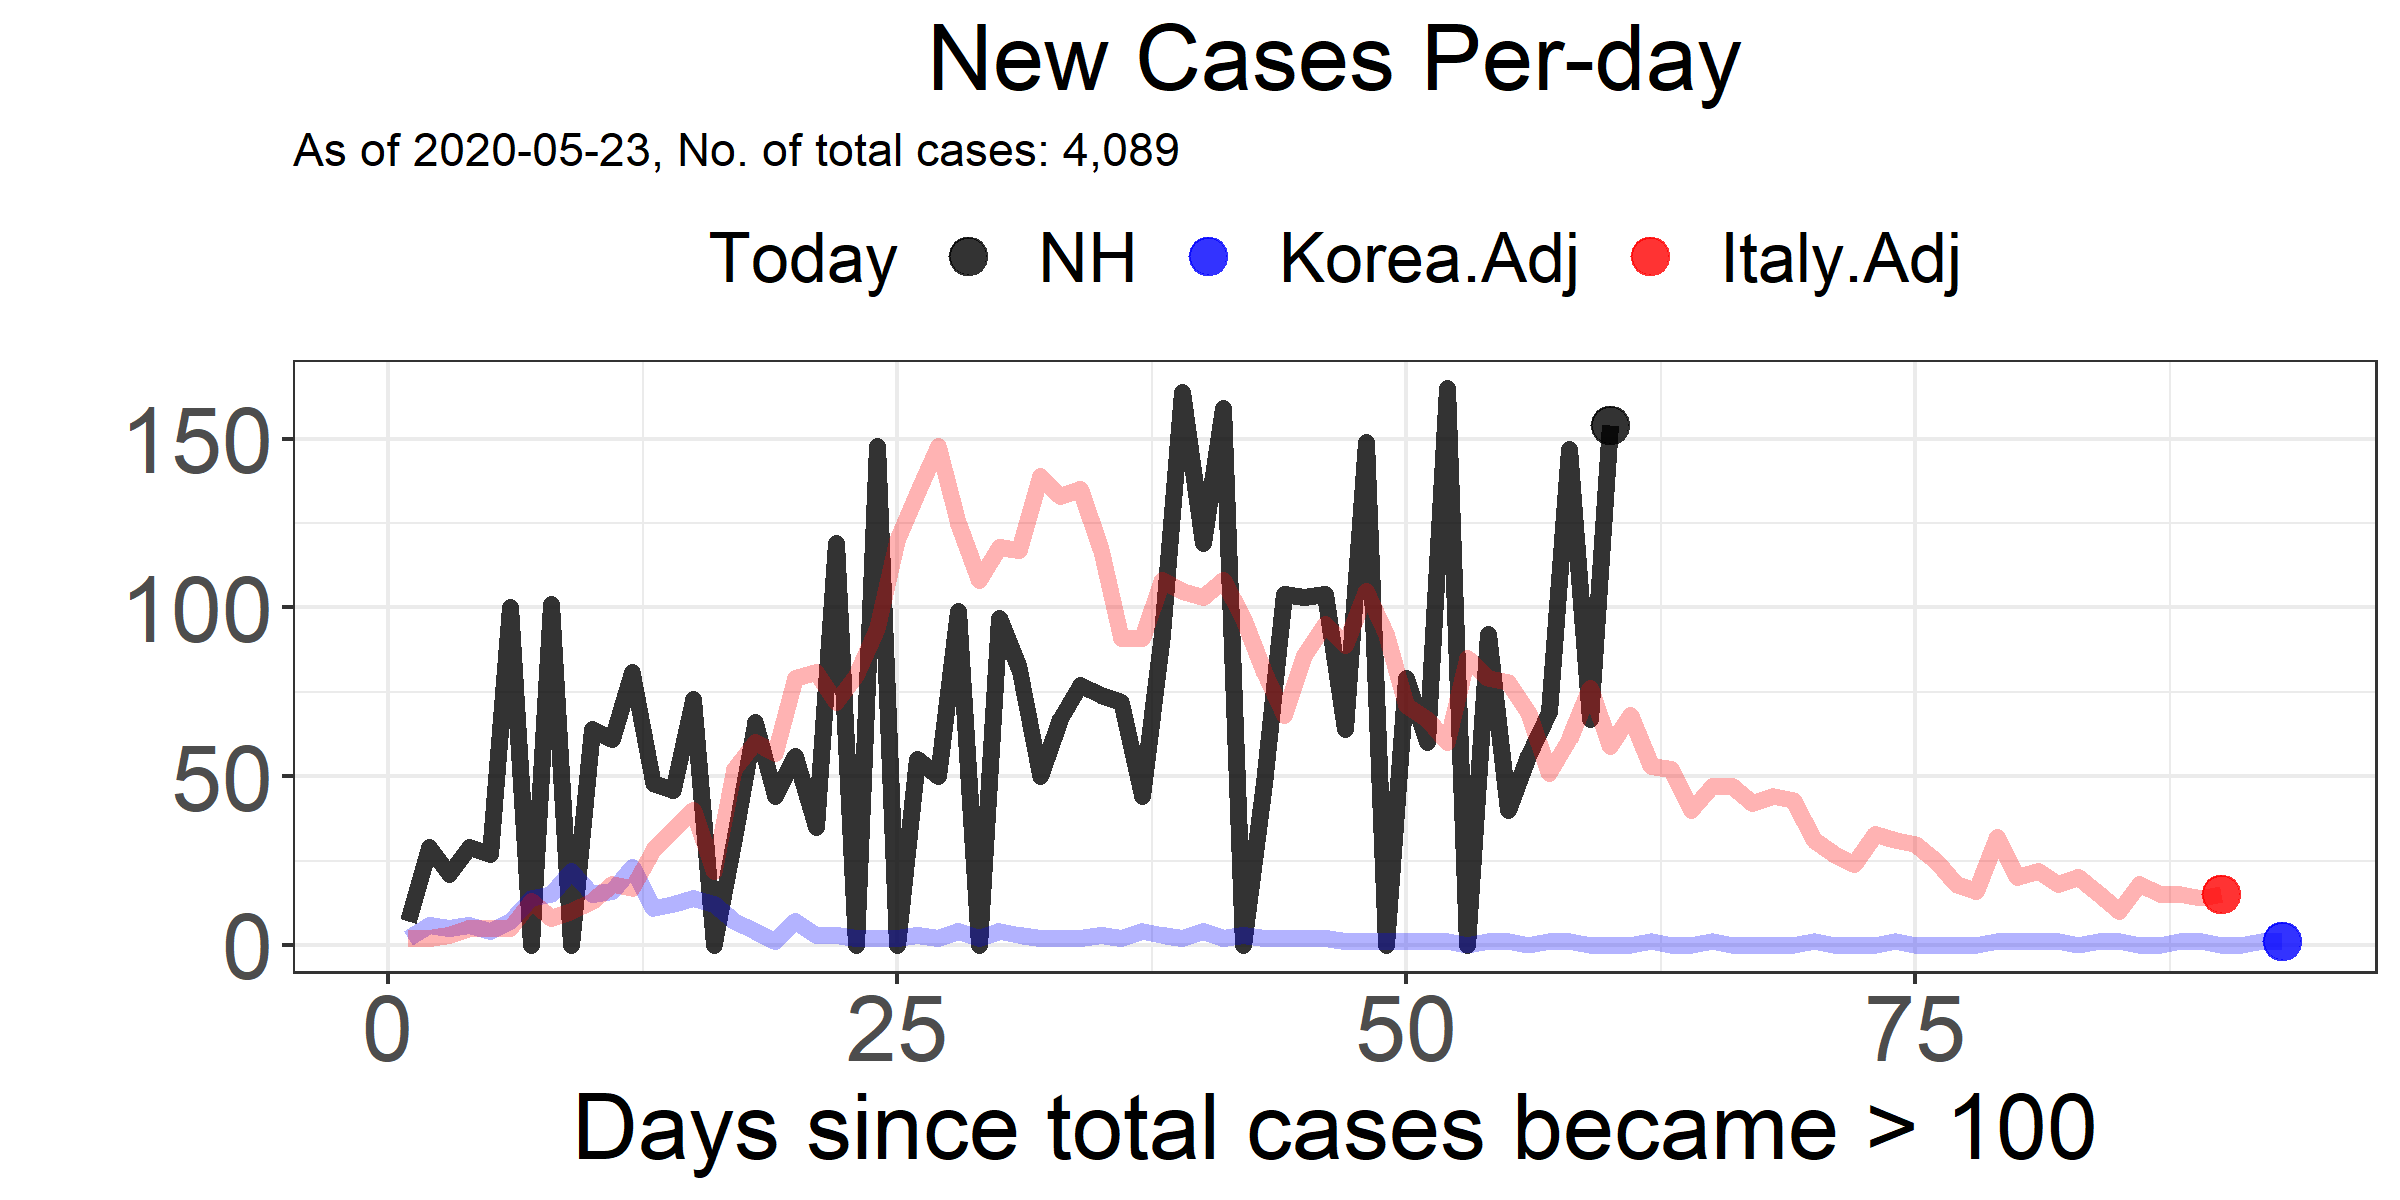 New Cases Per-day
As of 2020-05-23, No. of total cases: 4,089
Today NH Korea.Adj Italy.Adj
150
100
50
0
0 25 50 75
Days since total cases became > 100